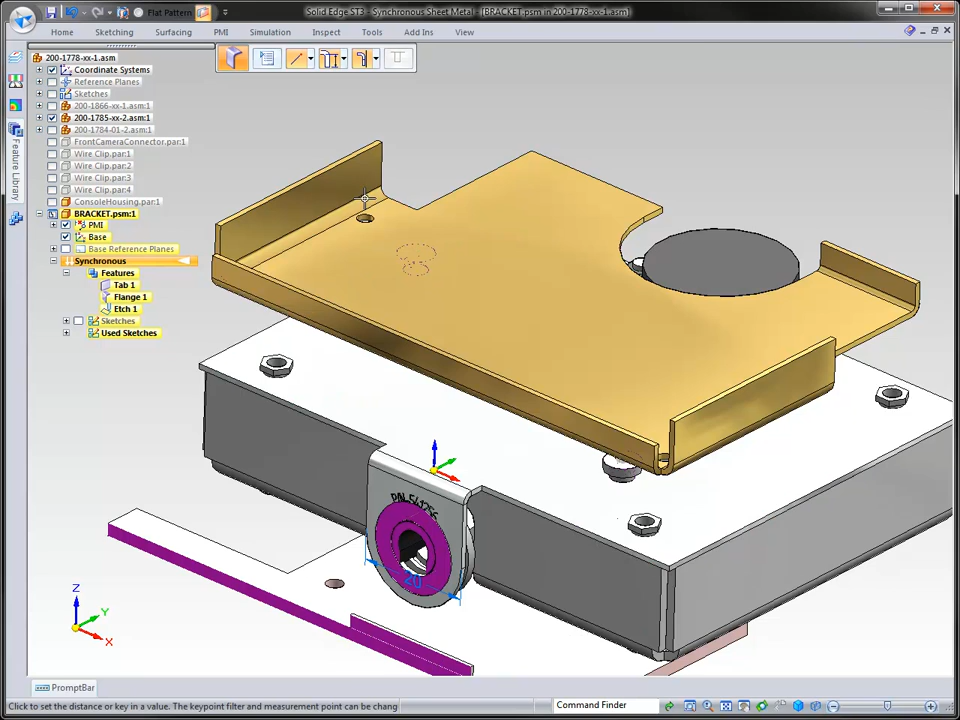 Flat Pattern
Solid Edge ST3 - Synchronous Sheet Metal - [BRACKET.psm in 200-1778-xx-1.asm]
Home Sketching Surfacing PMI Simulation Inspect Tools Add Ins View
200-1778-xx-1.asm
Coordinate Systems
Reference Planes
Sketches
200-1866-xx-1.asm:1
200-1785-xx-2.asm:1
200-1784-01-2.asm:1
FrontCameraConnector.par:1
Wire Clip.par:1
Wire Clip.par:2
Wire Clip.par:3
Wire Clip.par:4
ConsoleHousing.par:1
BRACKET.psm:1
PMI
Base
Base Reference Planes
Synchronous
Features
Tab 1
Flange 1
Etch 1
Sketches
Used Sketches
Feature Library
P/N-541256
20
Z
Y
X
PromptBar
Click to set the distance or key in a value. The keypoint filter and measurement point can be chang
Command Finder